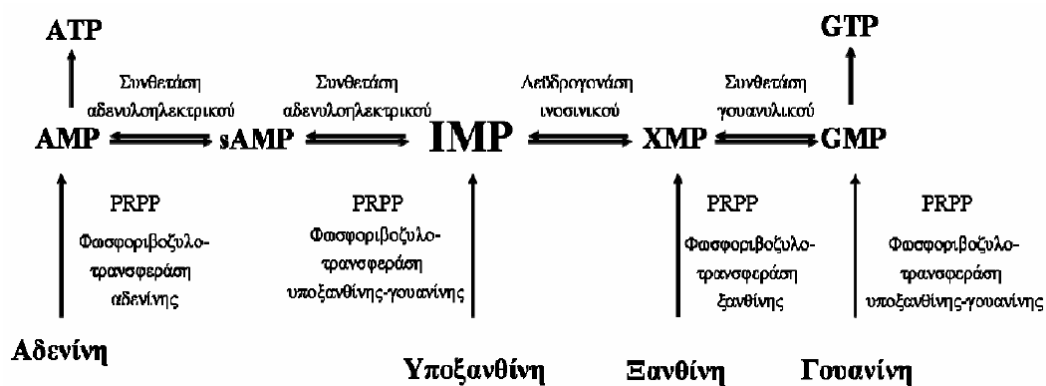 ATP
GTP
Συνθετάση
αδενυλοηλεκτρικού
Συνθετάση
αδενυλοηλεκτρικού
Δεϋδρογονάση
ινοσινικού
Συνθετάση
γουανυλικού
AMP sAMP IMP XMP GMP
PRPP
Φωσφοριβοζυλο-
τρανσφεράση
αδενίνης
PRPP
Φωσφοριβοζυλο-
τρανσφεράση
υποξανθίνης-γουανίνης
PRPP
Φωσφοριβοζυλο-
τρανσφεράση
ξανθίνης
PRPP
Φωσφοριβοζυλο-
τρανσφεράση
υποξανθίνης-γουανίνης
Αδενίνη
Υποξανθίνη
Ξανθίνη
Γουανίνη